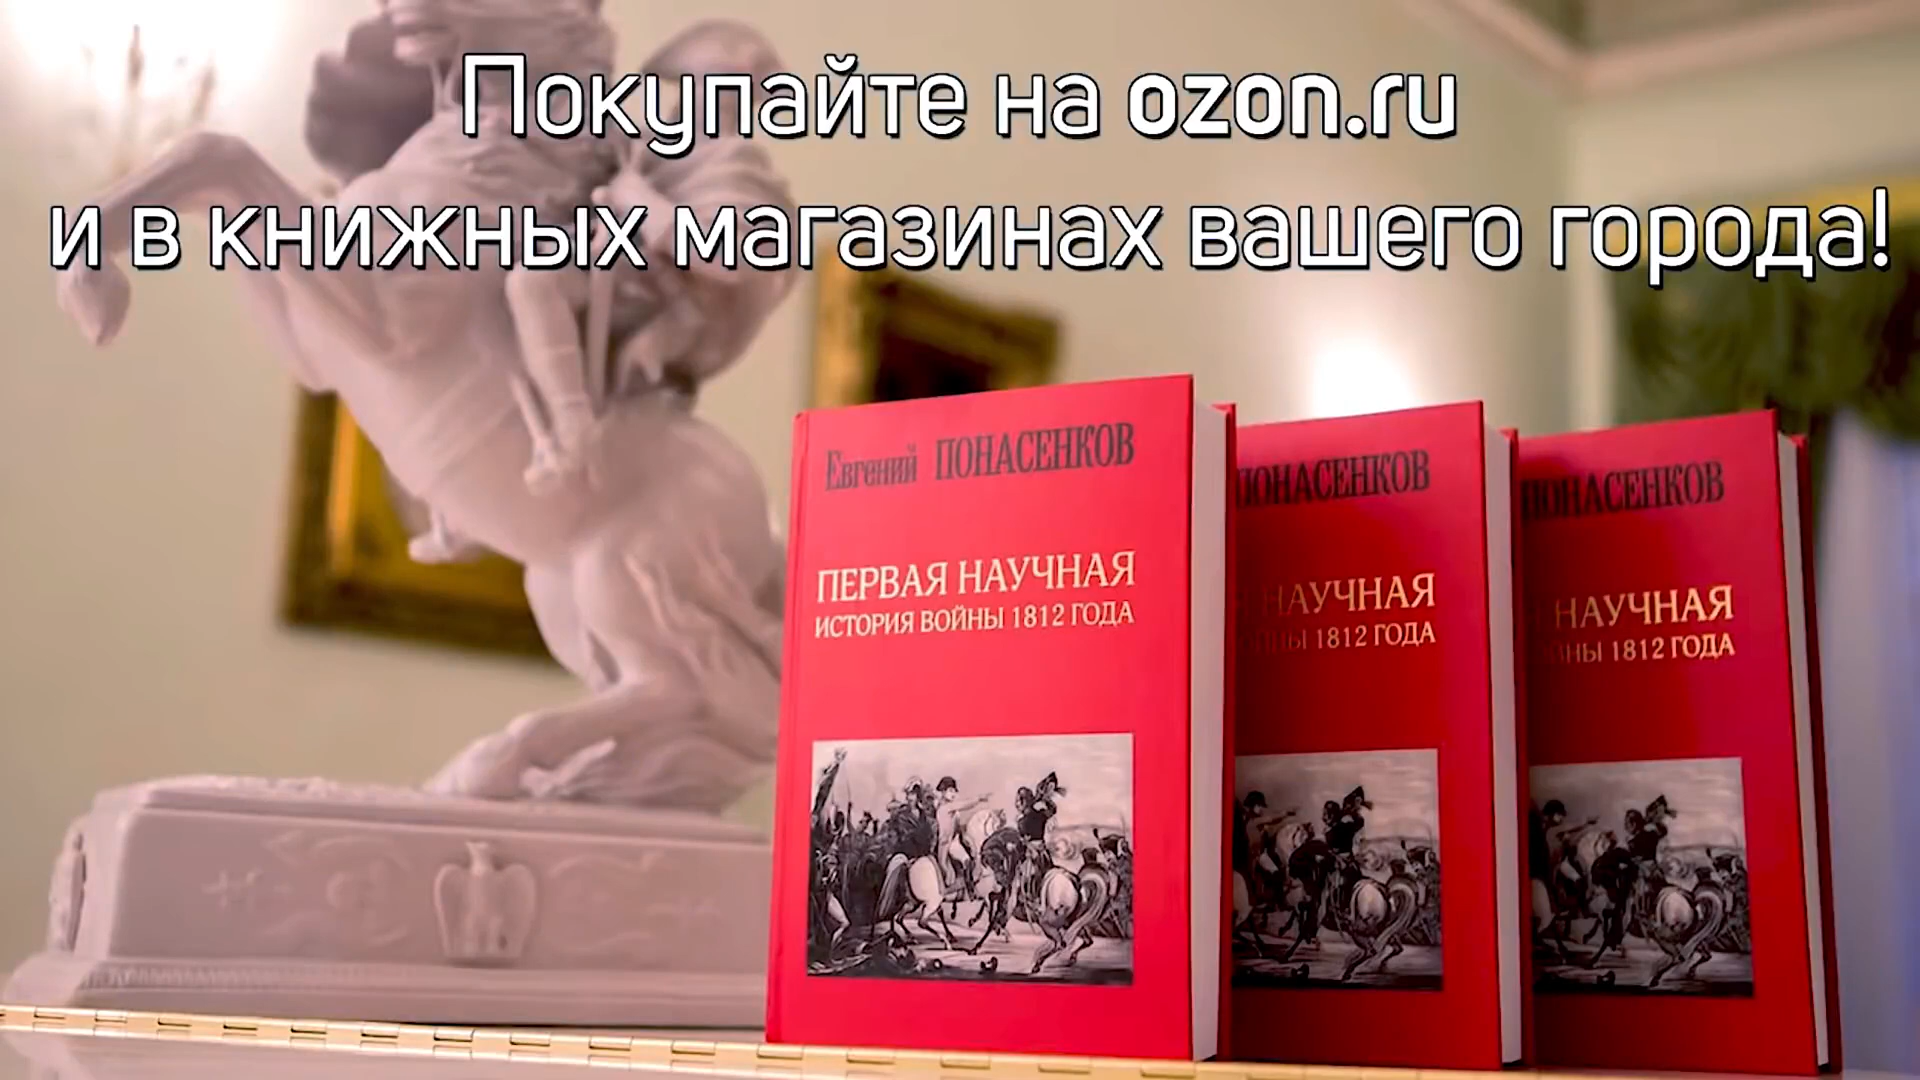 Покупайте на ozon.ru
и в книжных магазинах вашего города!
Евгений ПОНАСЕНКОВ
ПЕРВАЯ НАУЧНАЯ
ИСТОРИЯ ВОЙНЫ 1812 ГОДА
ПОНАСЕНКОВ
НАУЧНАЯ
ВОЙНЫ 1812 ГОДА
ПОНАСЕНКОВ
НАУЧНАЯ
1812 ГОДА